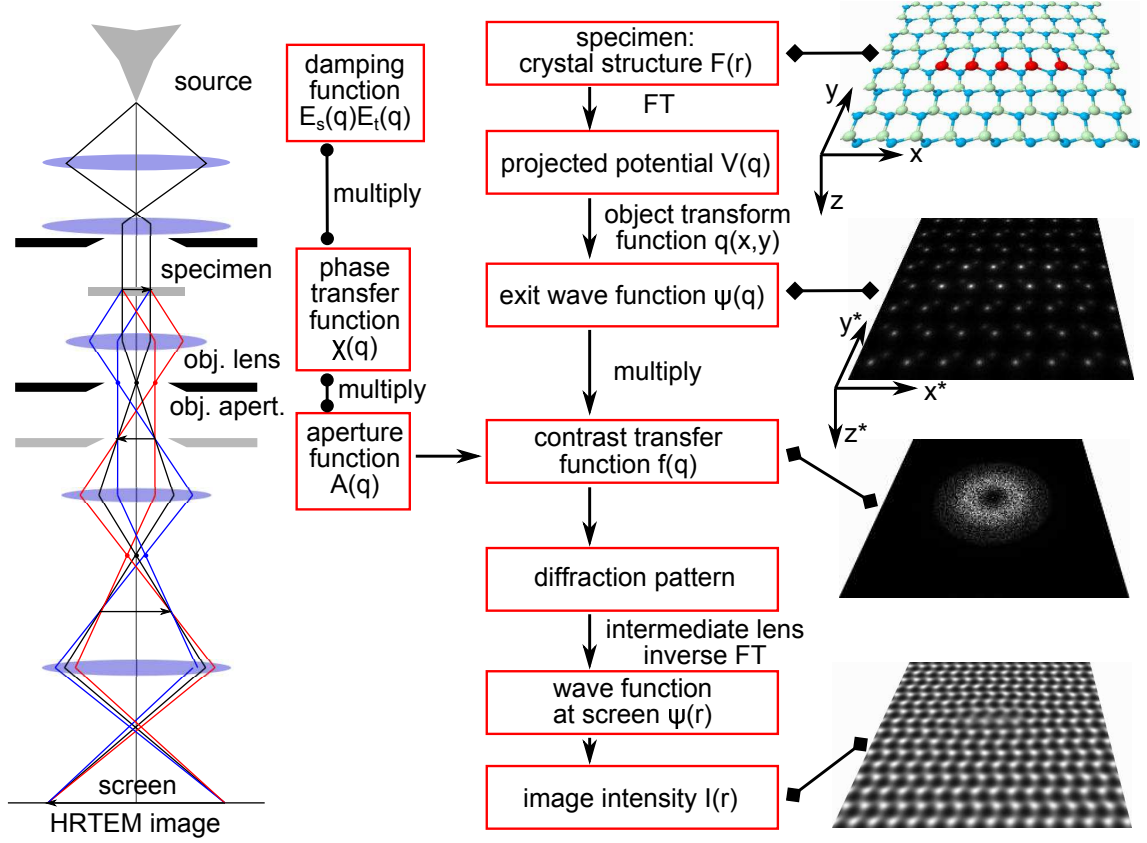 source
specimen
obj. lens
obj. apert.
screen
HRTEM image
damping
function
Es(q)Et(q)
multiply
phase
transfer
function
χ(q)
multiply
aperture
function
A(q)
specimen:
crystal structure F(r)
FT
projected potential V(q)
object transform
function q(x,y)
exit wave function ψ(q)
multiply
contrast transfer
function f(q)
diffraction pattern
intermediate lens
inverse FT
wave function
at screen ψ(r)
image intensity I(r)
y
x
z
y*
x*
z*